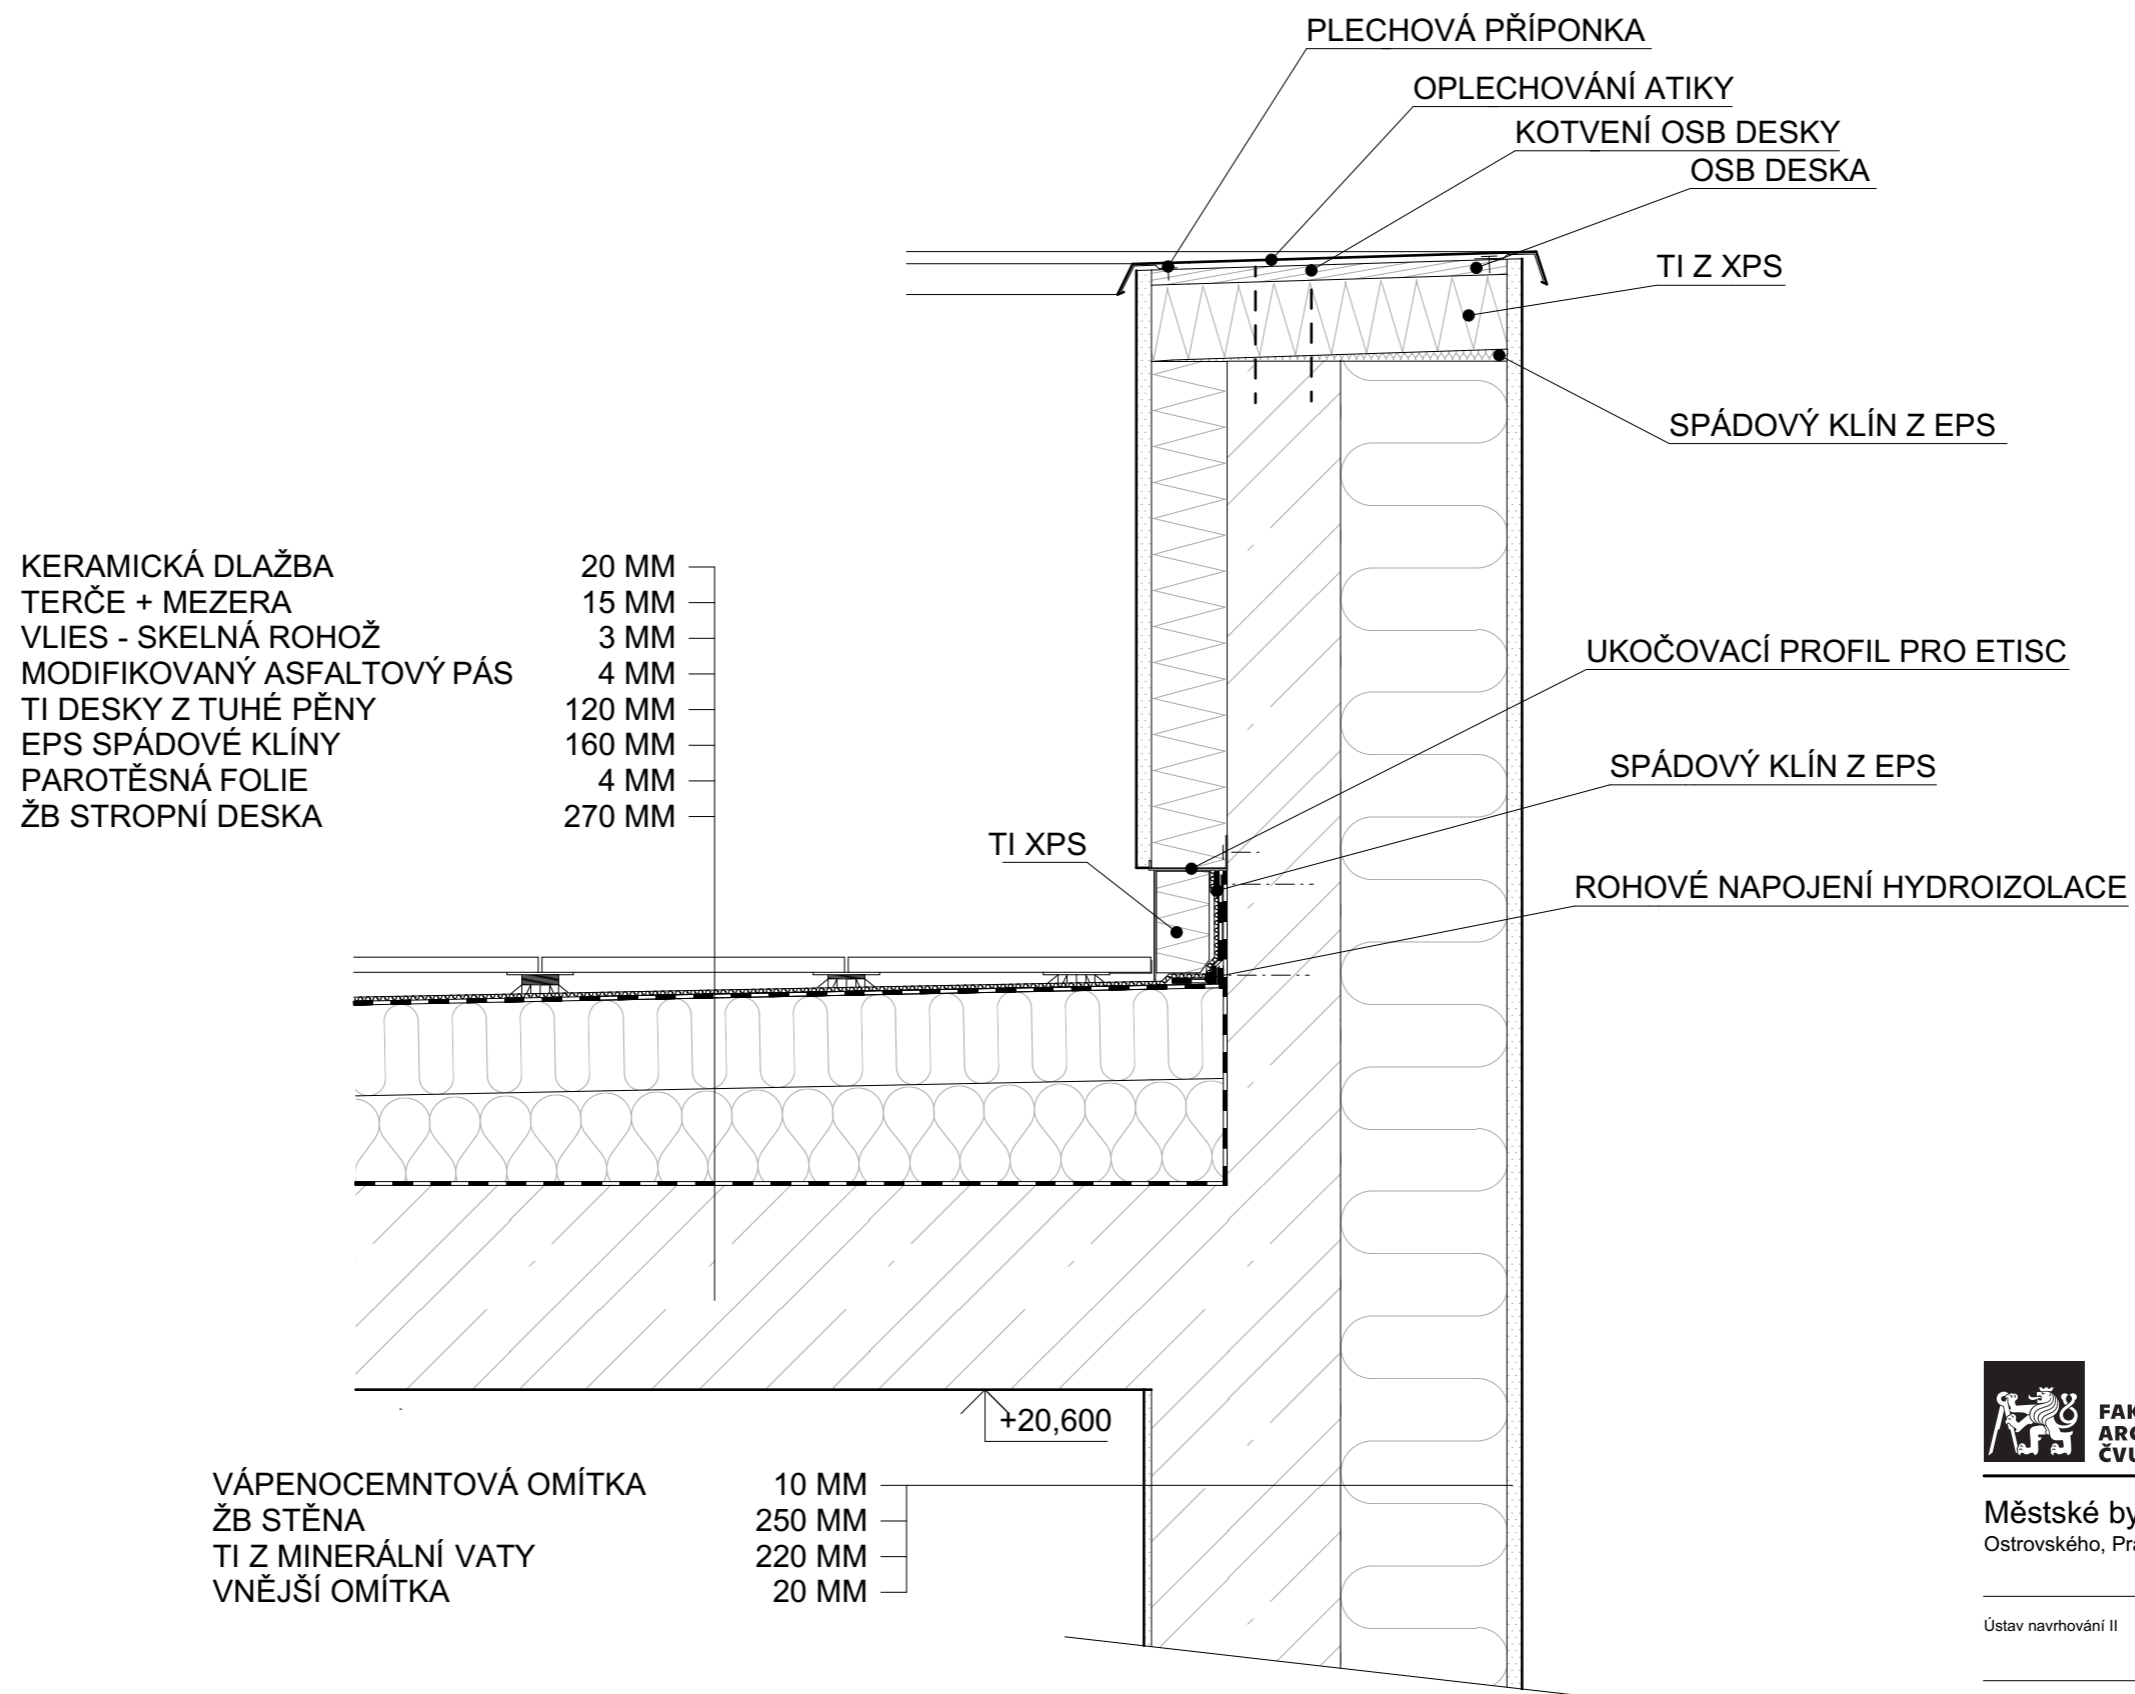 PLECHOVÁ PŘÍPONKA
OPLECHOVÁNÍ ATIKY
KOTVENÍ OSB DESKY
OSB DESKA
TI Z XPS
SPÁDOVÝ KLÍN Z EPS
KERAMICKÁ DLAŽBA 20 MM
TERČE + MEZERA 15 MM
VLIES - SKELNÁ ROHOŽ 3 MM
MODIFIKOVANÝ ASFALTOVÝ PÁS 4 MM
TI DESKY Z TUHÉ PĚNY 120 MM
EPS SPÁDOVÉ KLÍNY 160 MM
PAROTĚSNÁ FOLIE 4 MM
ŽB STROPNÍ DESKA 270 MM
UKOČOVACÍ PROFIL PRO ETISC
SPÁDOVÝ KLÍN Z EPS
TI XPS
ROHOVÉ NAPOJENÍ HYDROIZOLACE
+20,600
VÁPENOCEMNTOVÁ OMÍTKA 10 MM
ŽB STĚNA 250 MM
TI Z MINERÁLNÍ VATY 220 MM
VNĚJŠÍ OMÍTKA 20 MM
Městské
Ostrovského,
Ústav navrhování II